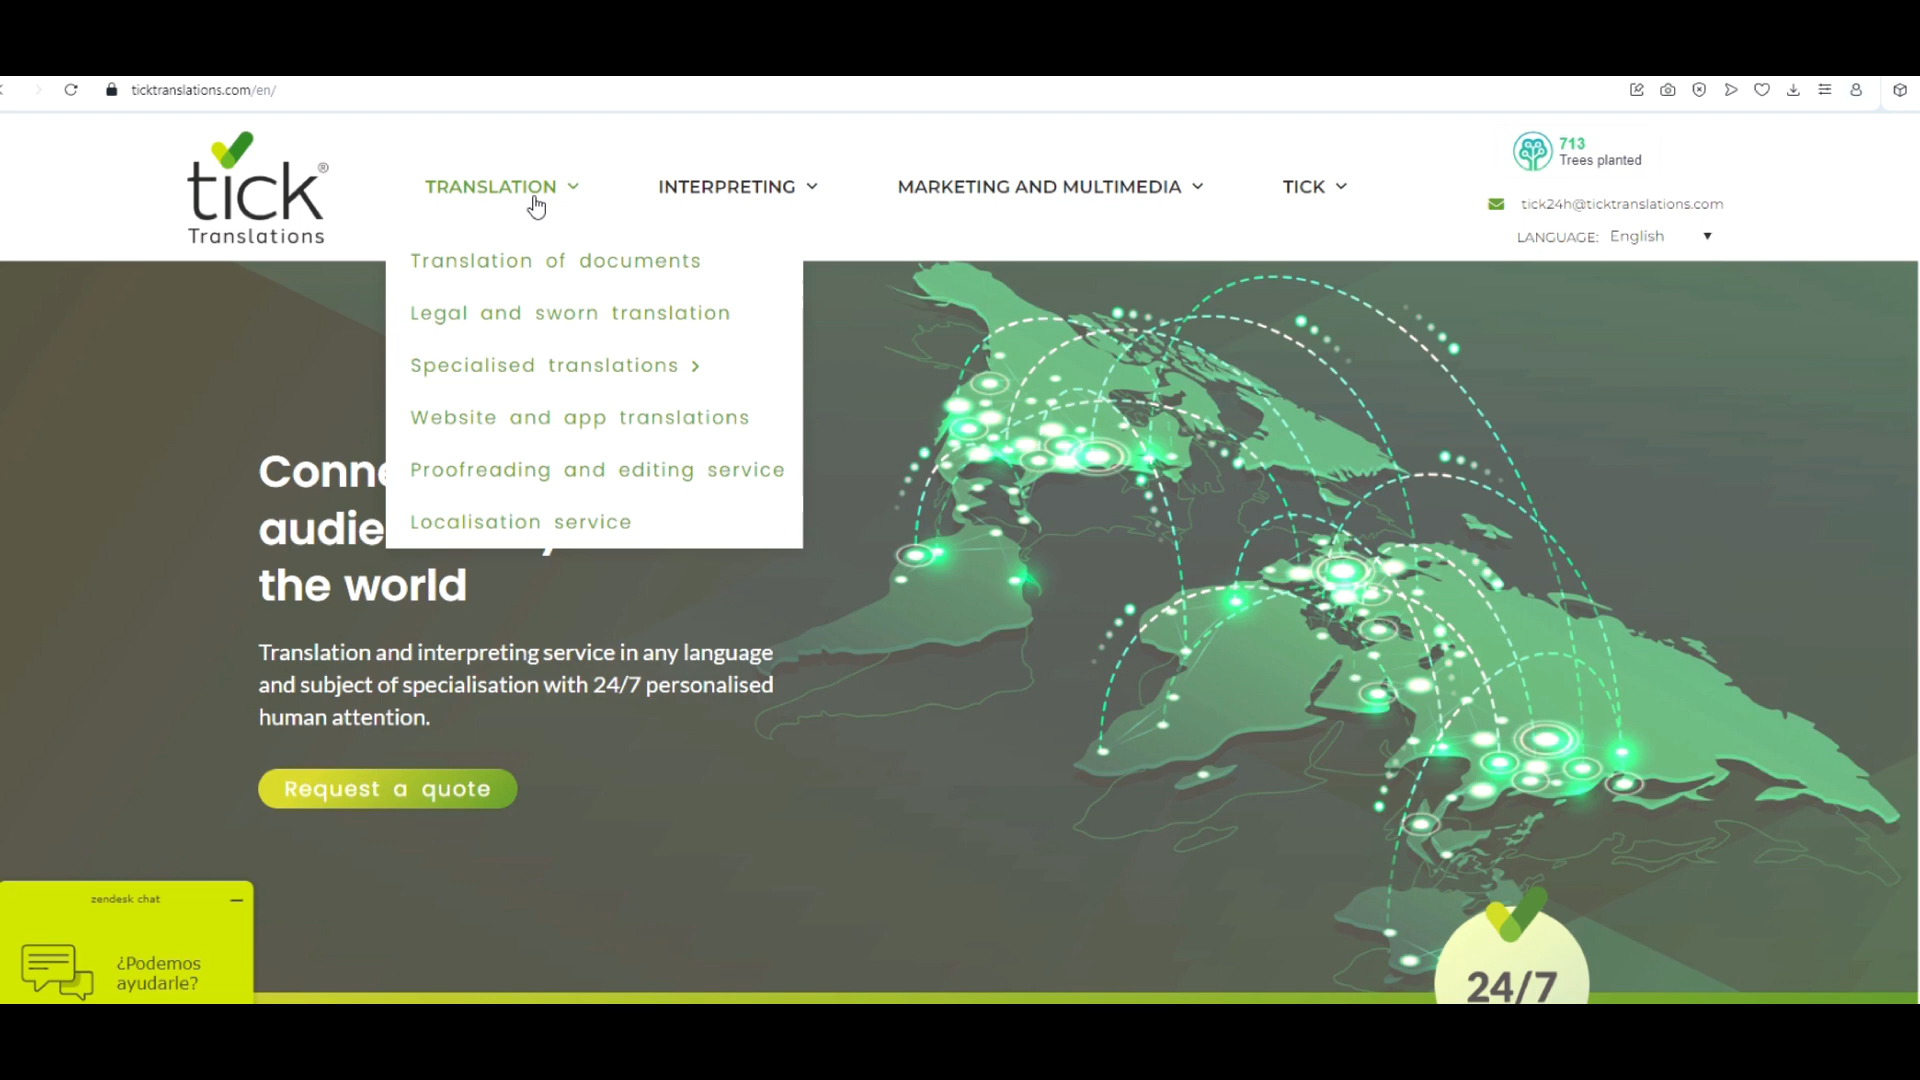 ticktranslations.com/en/
tick®
Translations
TRANSLATION
INTERPRETING
MARKETING AND MULTIMEDIA
TICK
713
Trees planted
tick24h@ticktranslations.com
LANGUAGE: English
Translation of documents
Legal and sworn translation
Specialised translations
Website and app translations
Proofreading and editing service
Localisation service
the world
Translation and interpreting service in any language
and subject of specialisation with 24/7 personalised
human attention.
Request a quote
zendesk chat
¿Podemos
ayudarle?
24/7